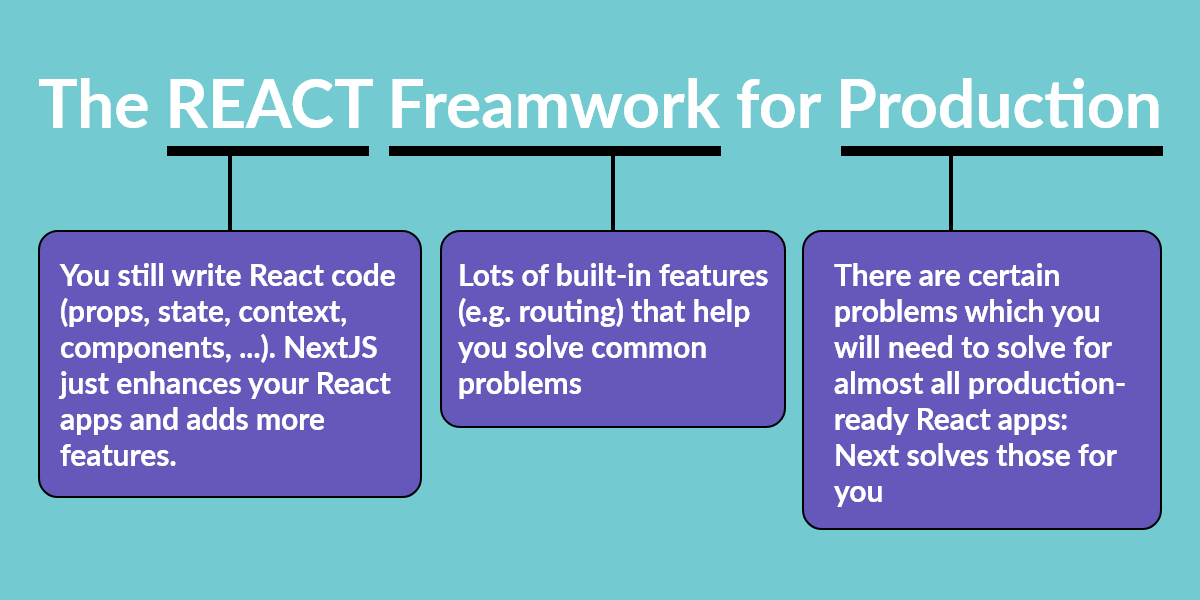 The REACT Freamwork for Production
You still write React code
(props, state, context,
components, ...). NextJS
just enhances your React
apps and adds more
features.
Lots of built-in features
(e.g. routing) that help
you solve common
problems
There are certain
problems which you
will need to solve for
almost all production-
ready React apps:
Next solves those for
you